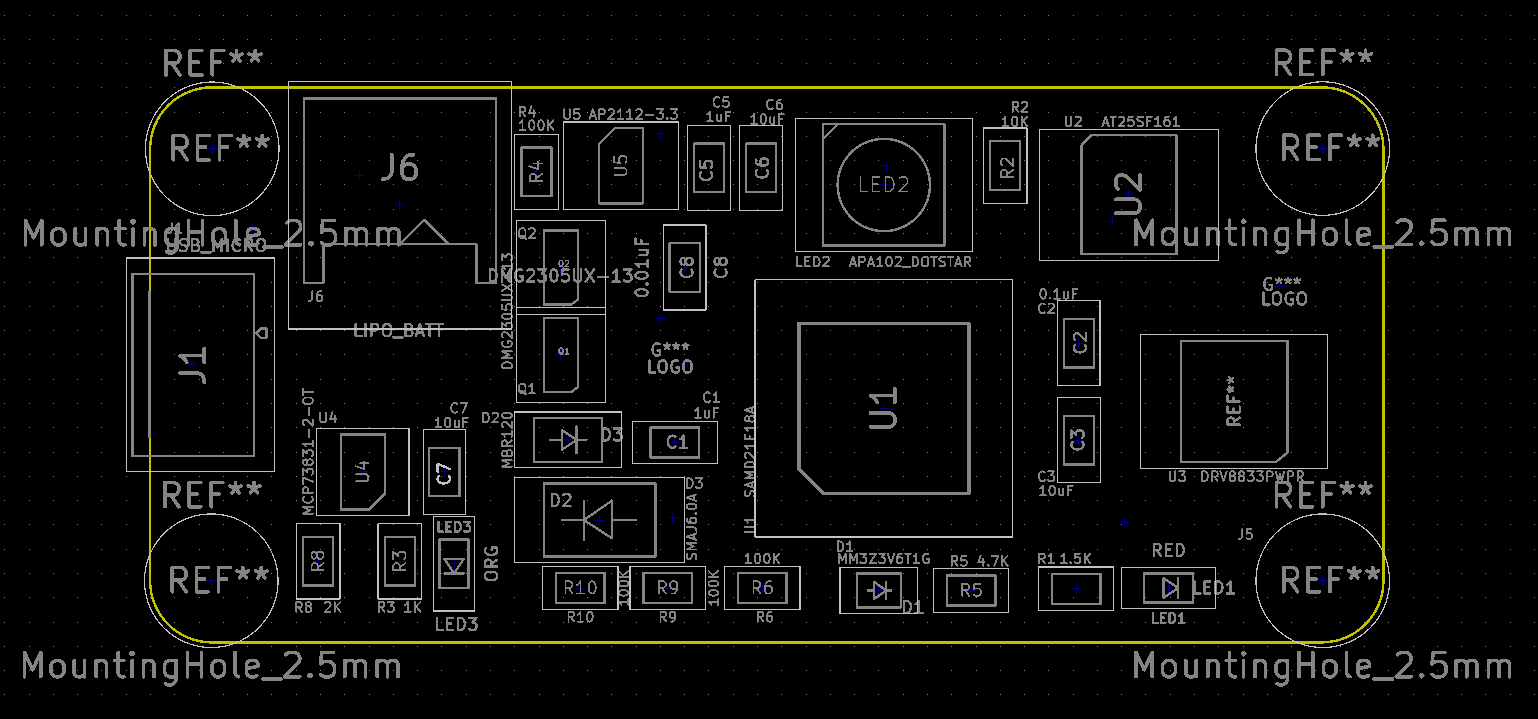 REF**
REF**
REF**
REF**
MountingHole_2.5mm
MountingHole_2.5mm
USB_MICRO
J1
J6
J6
LIPO_BATT
R4
100K
R4
U5 AP2112-3.3
U5
C5
1uF
C5
C6
10uF
C6
LED2
LED2 APA102_DOTSTAR
R2
10K
R2
U2 AT25SF161
U2
Q2
Q2
DMG2305UX-13
DMG2305UX-13
Q1
Q1
0.01uF
C8
C8
G***
LOGO
G***
LOGO
0.1uF
C2
C2
U1
SAMD21E18A
U1
C3
C3
10uF
REF**
U3 DRV8833PWPR
MCP73831-2-OT
U4
U4
C7
10uF
C7
D2
MBR120
D3
C1
1uF
C1
D2
D3
SMAJ6.0A
REF**
REF**
REF**
REF**
MountingHole_2.5mm
MountingHole_2.5mm
R8
R8 2K
R3
R3 1K
LED3
ORG
LED3
R10
100K
R10
R9
100K
R9
100K
R6
R6
D1
MM3Z3V6T1G
D1
R5 4.7K
R5
R1 1.5K
RED
LED1
LED1
J5